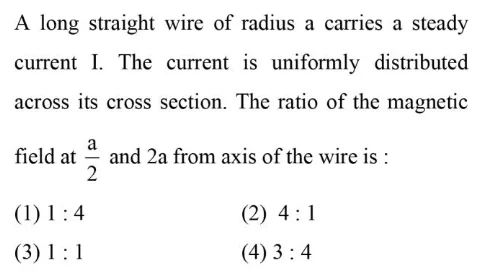 A long straight wire of radius a carries a steady
current I. The current is uniformly distributed
across its cross section. The ratio of the magnetic
field at a/2 and 2a from axis of the wire is :
(1) 1 : 4 (2) 4 : 1
(3) 1 : 1 (4) 3 : 4